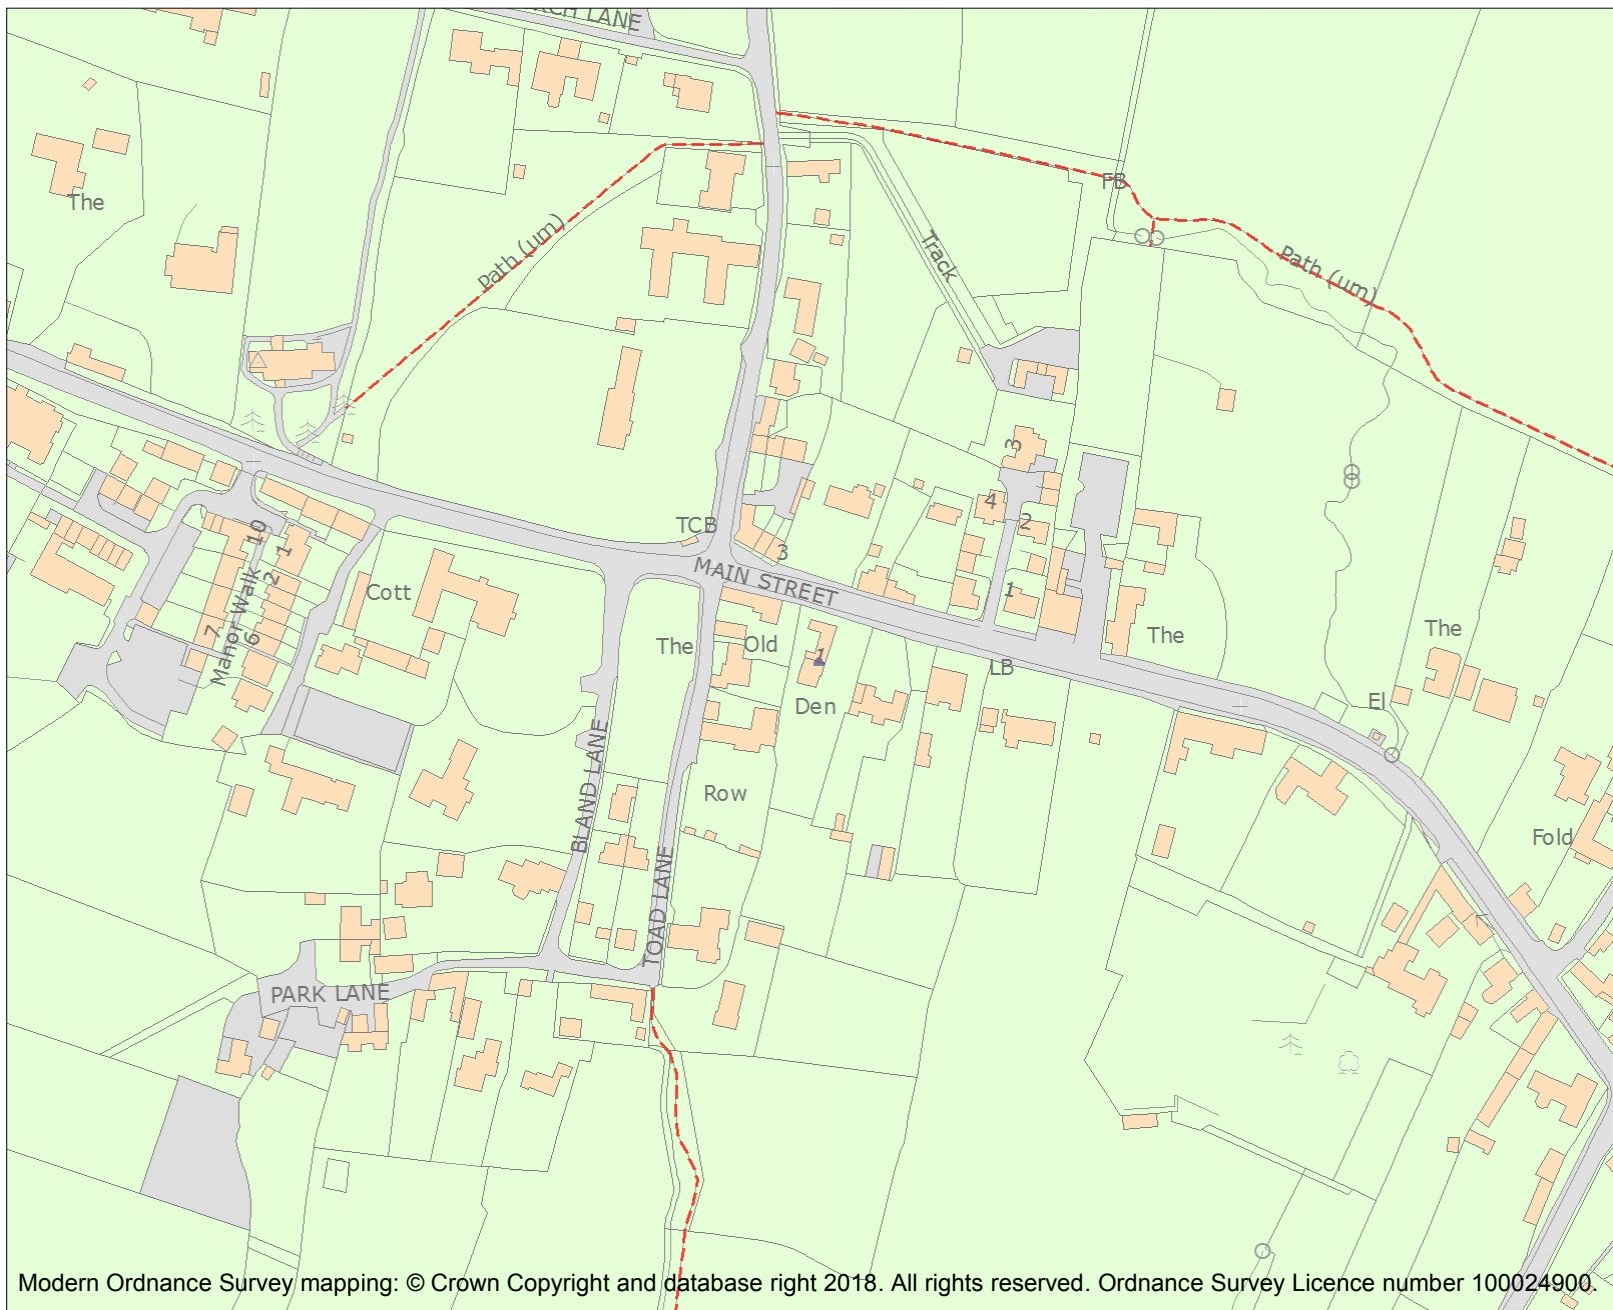 LANE
The
Path (um)
FB
Track
Path (um)
3
4
2
1
TCB
3
MAIN STREET
10
1
2
Manor Walk
7
6
Cott
The
Old
1
Den
LB
The
The
El
BLAND LANE
Row
Fold
TOAD LANE
PARK LANE
Modern Ordnance Survey mapping: © Crown Copyright and database right 2018. All rights reserved. Ordnance Survey Licence number 100024900.